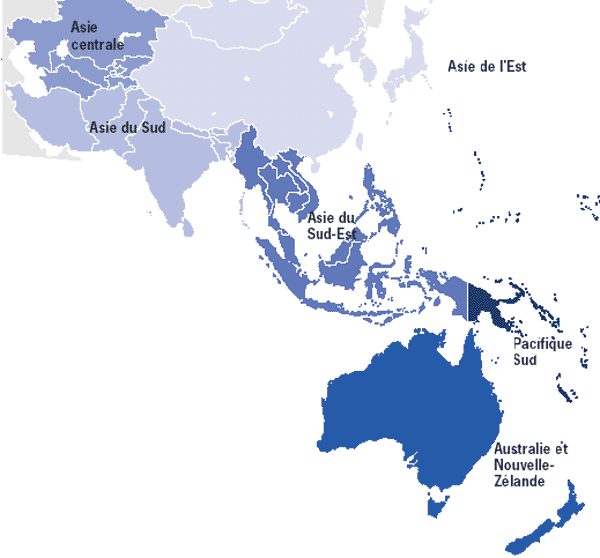 Asie
centrale
Asie de l'Est
Asie du Sud
Asie du
Sud-Est
Pacifique
Sud
Australie et
Nouvelle-
Zélande